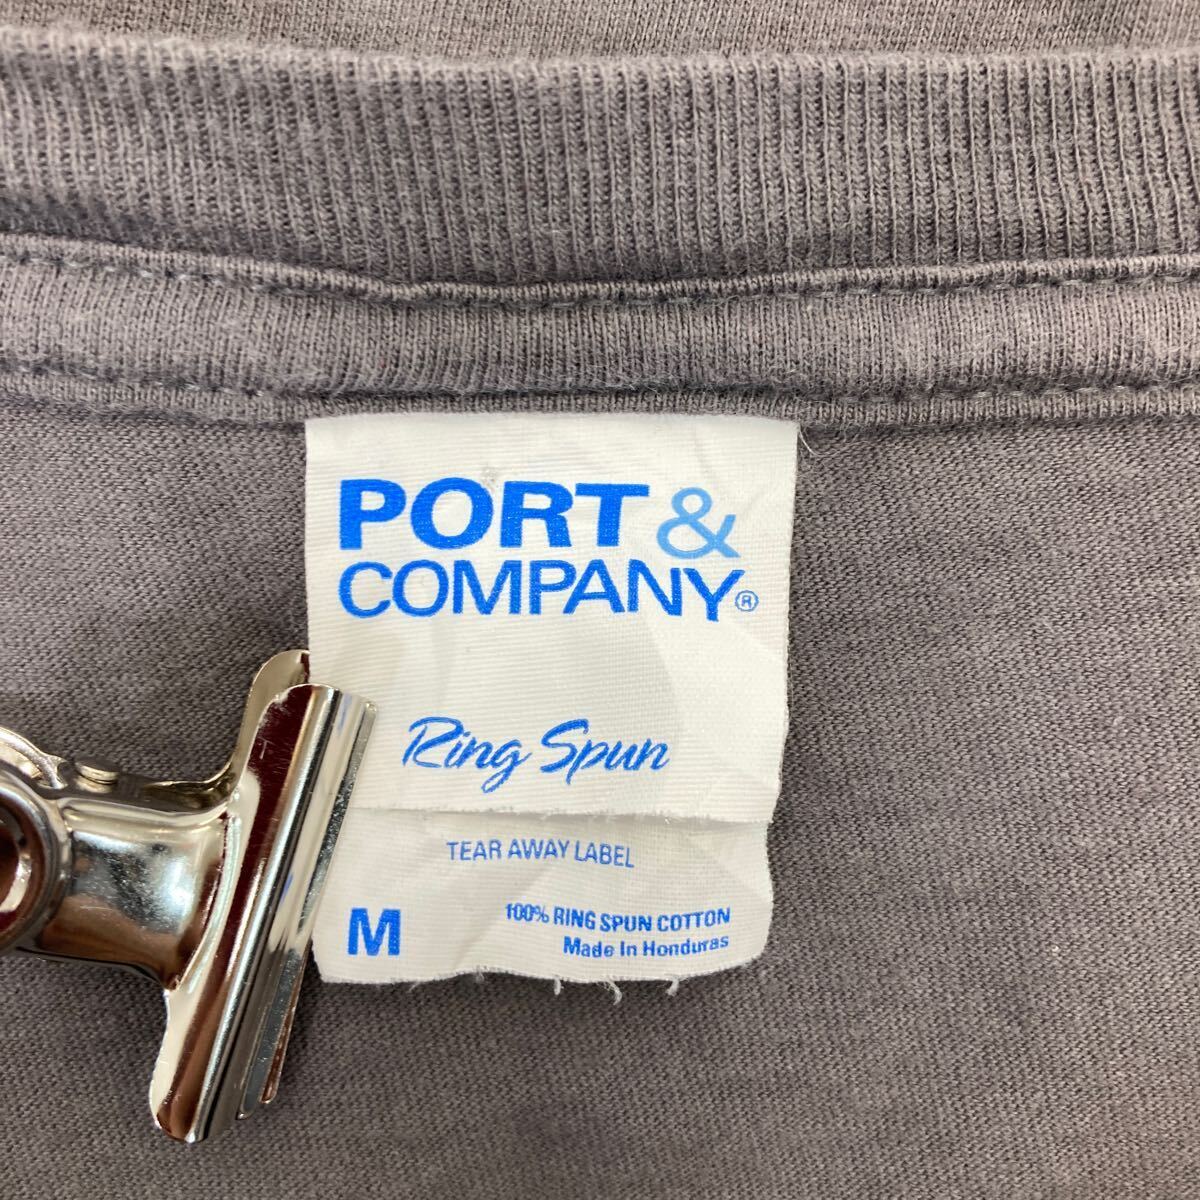 PORT &
COMPANY®
Ring Spun
TEAR AWAY LABEL
M
100% RING SPUN COTTON
Made In Honduras